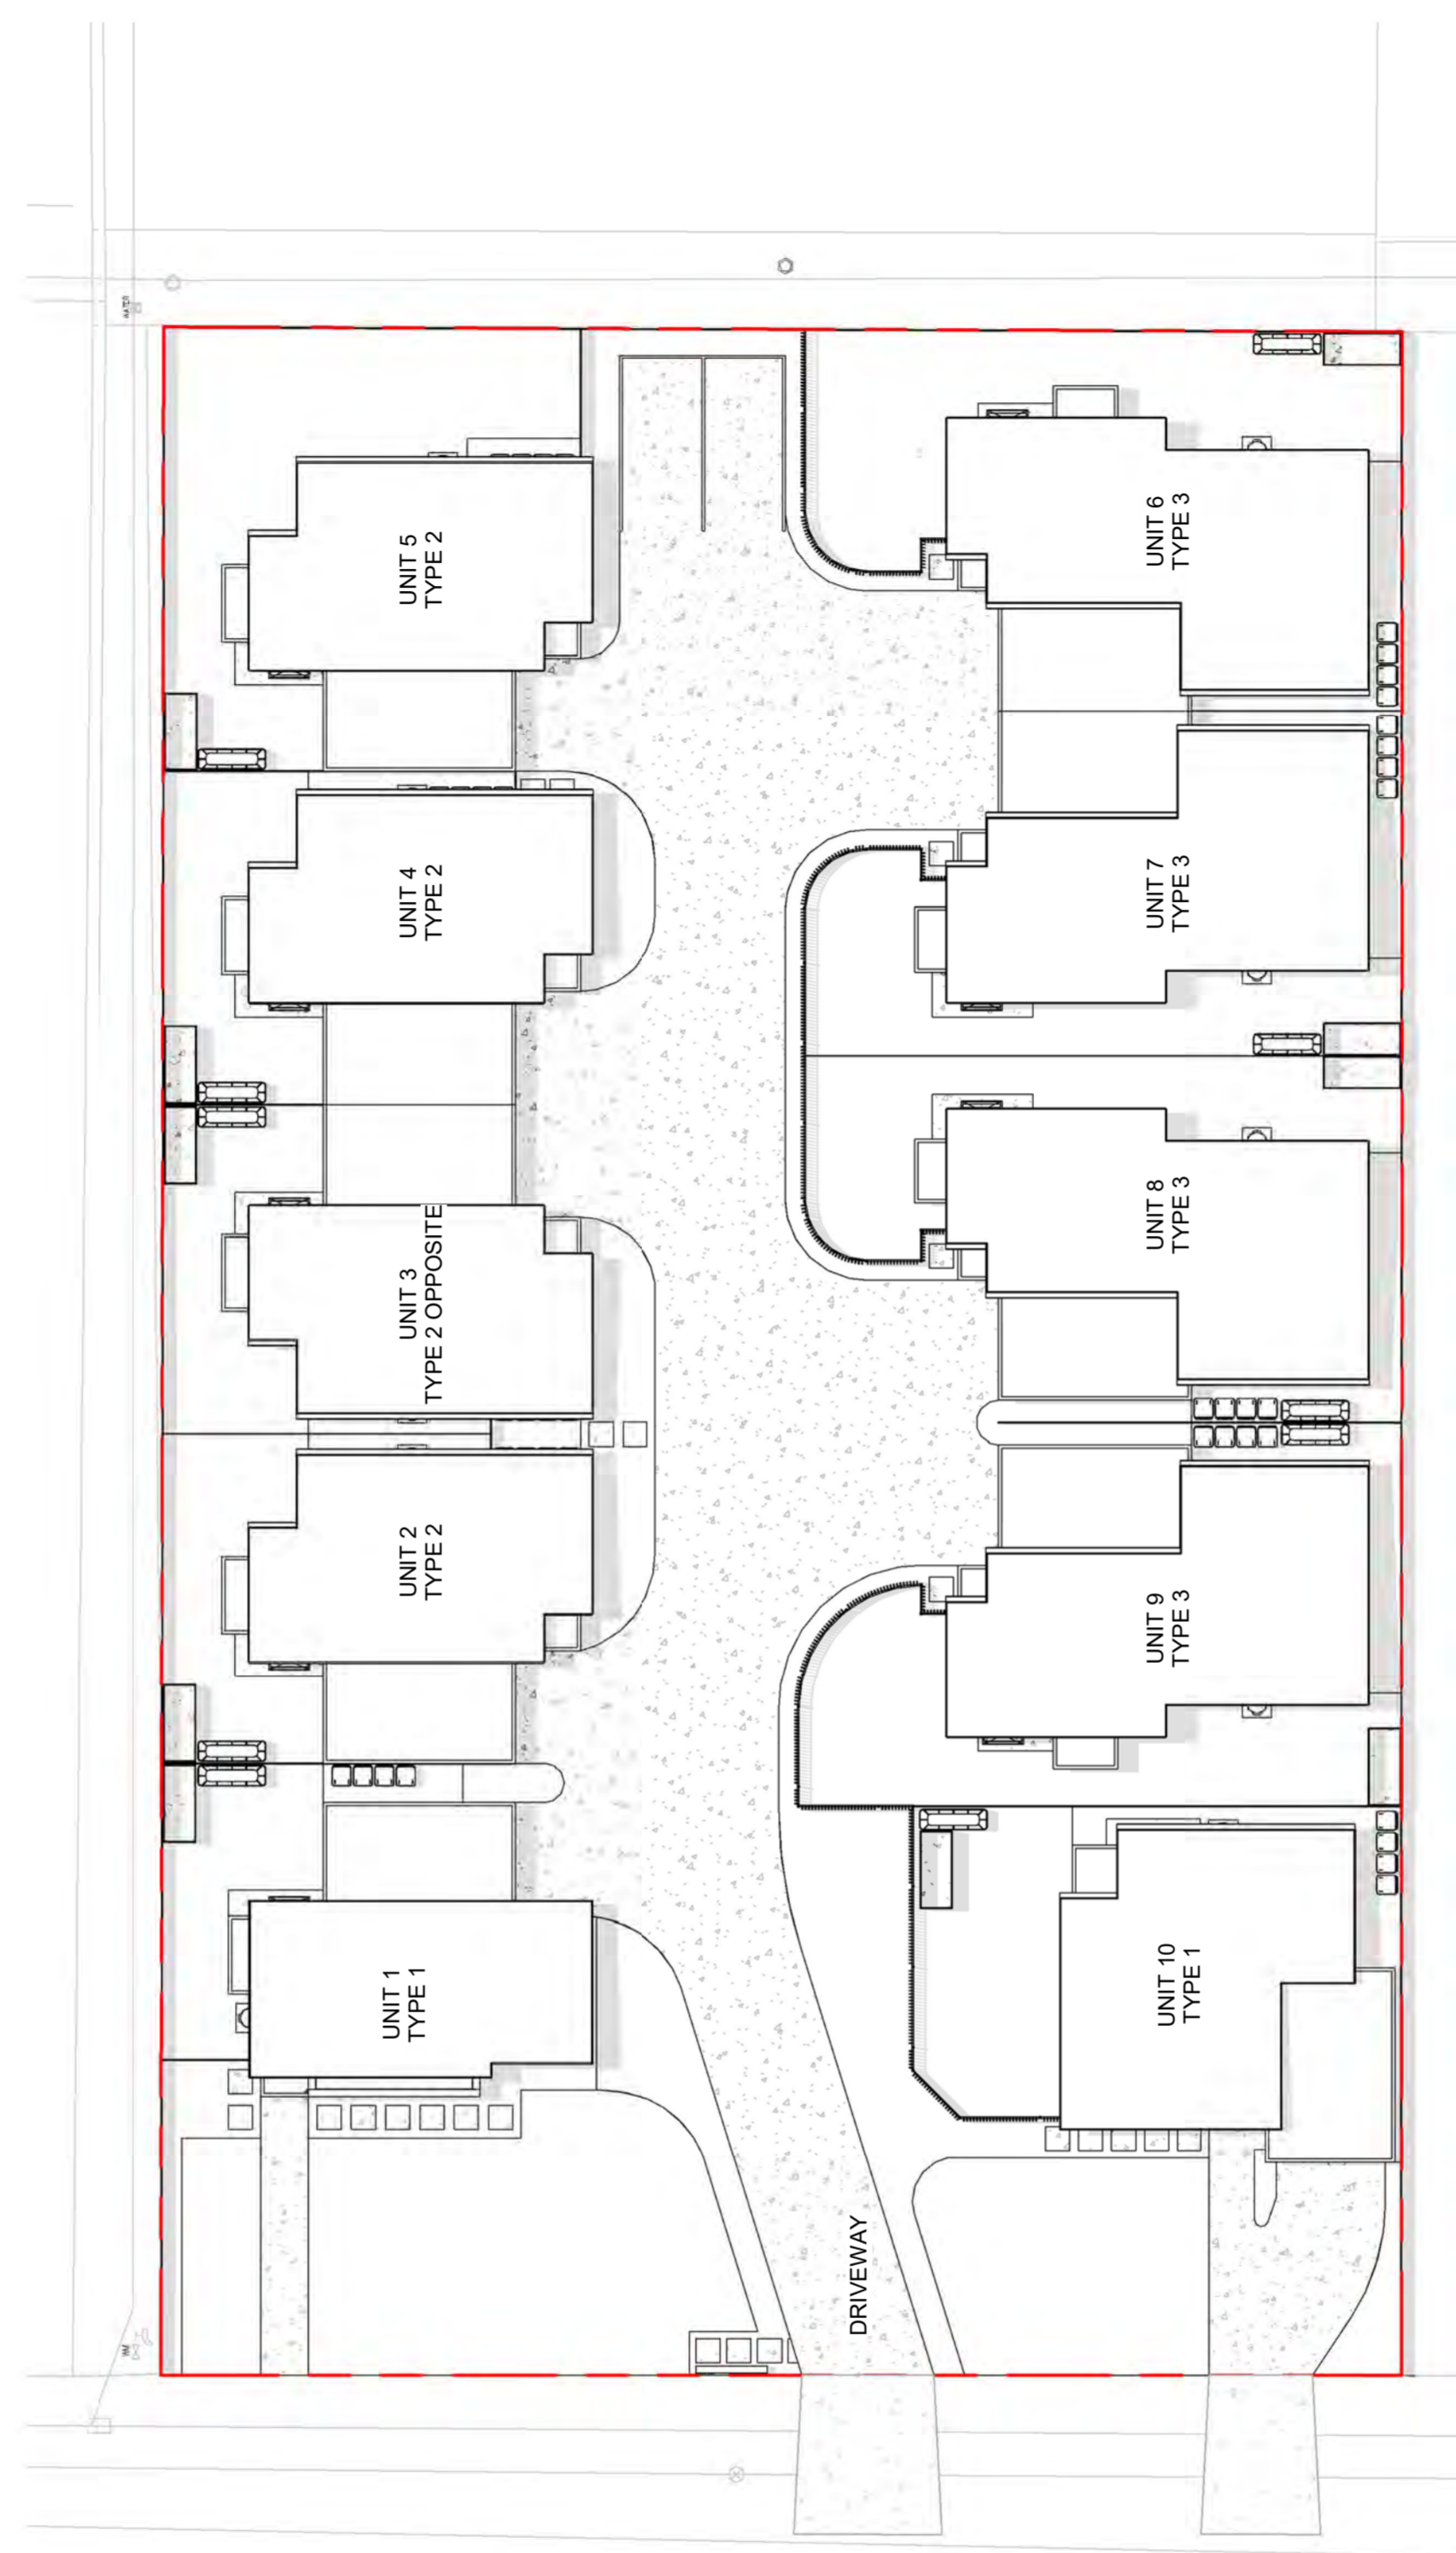 WATER
UNIT 5
TYPE 2
UNIT 6
TYPE 3
UNIT 4
TYPE 2
UNIT 7
TYPE 3
UNIT 3
TYPE 2 OPPOSITE
UNIT 8
TYPE 3
UNIT 2
TYPE 2
UNIT 9
TYPE 3
UNIT 1
TYPE 1
UNIT 10
TYPE 1
DRIVEWAY